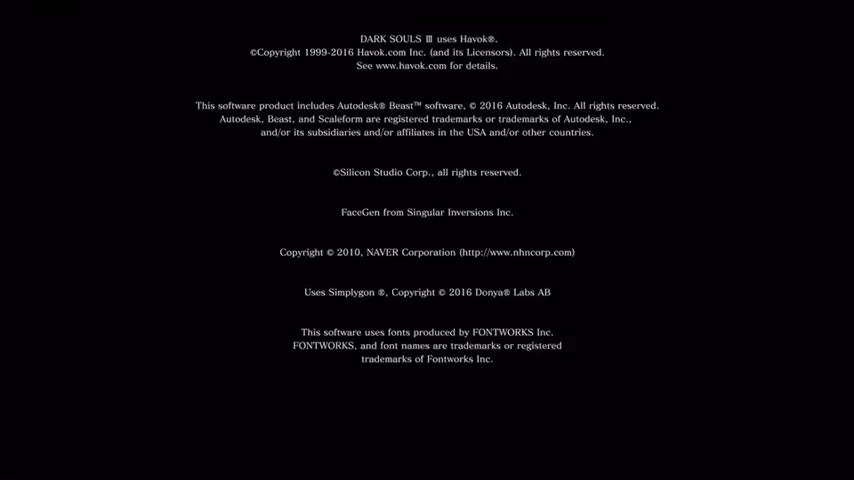 DARK SOULS Ⅲ uses Havok®.
©Copyright 1999-2016 Havok.com Inc. (and its Licensors). All rights reserved.
See www.havok.com for details.
This software product includes Autodesk® Beast™ software, © 2016 Autodesk, Inc. All rights reserved.
Autodesk, Beast, and Scaleform are registered trademarks or trademarks of Autodesk, Inc.,
and/or its subsidiaries and/or affiliates in the USA and/or other countries.
©Silicon Studio Corp., all rights reserved.
FaceGen from Singular Inversions Inc.
Copyright © 2010, NAVER Corporation (http://www.nhncorp.com)
Uses Simplygon ®, Copyright © 2016 Donya® Labs AB
This software uses fonts produced by FONTWORKS Inc.
FONTWORKS, and font names are trademarks or registered
trademarks of Fontworks Inc.